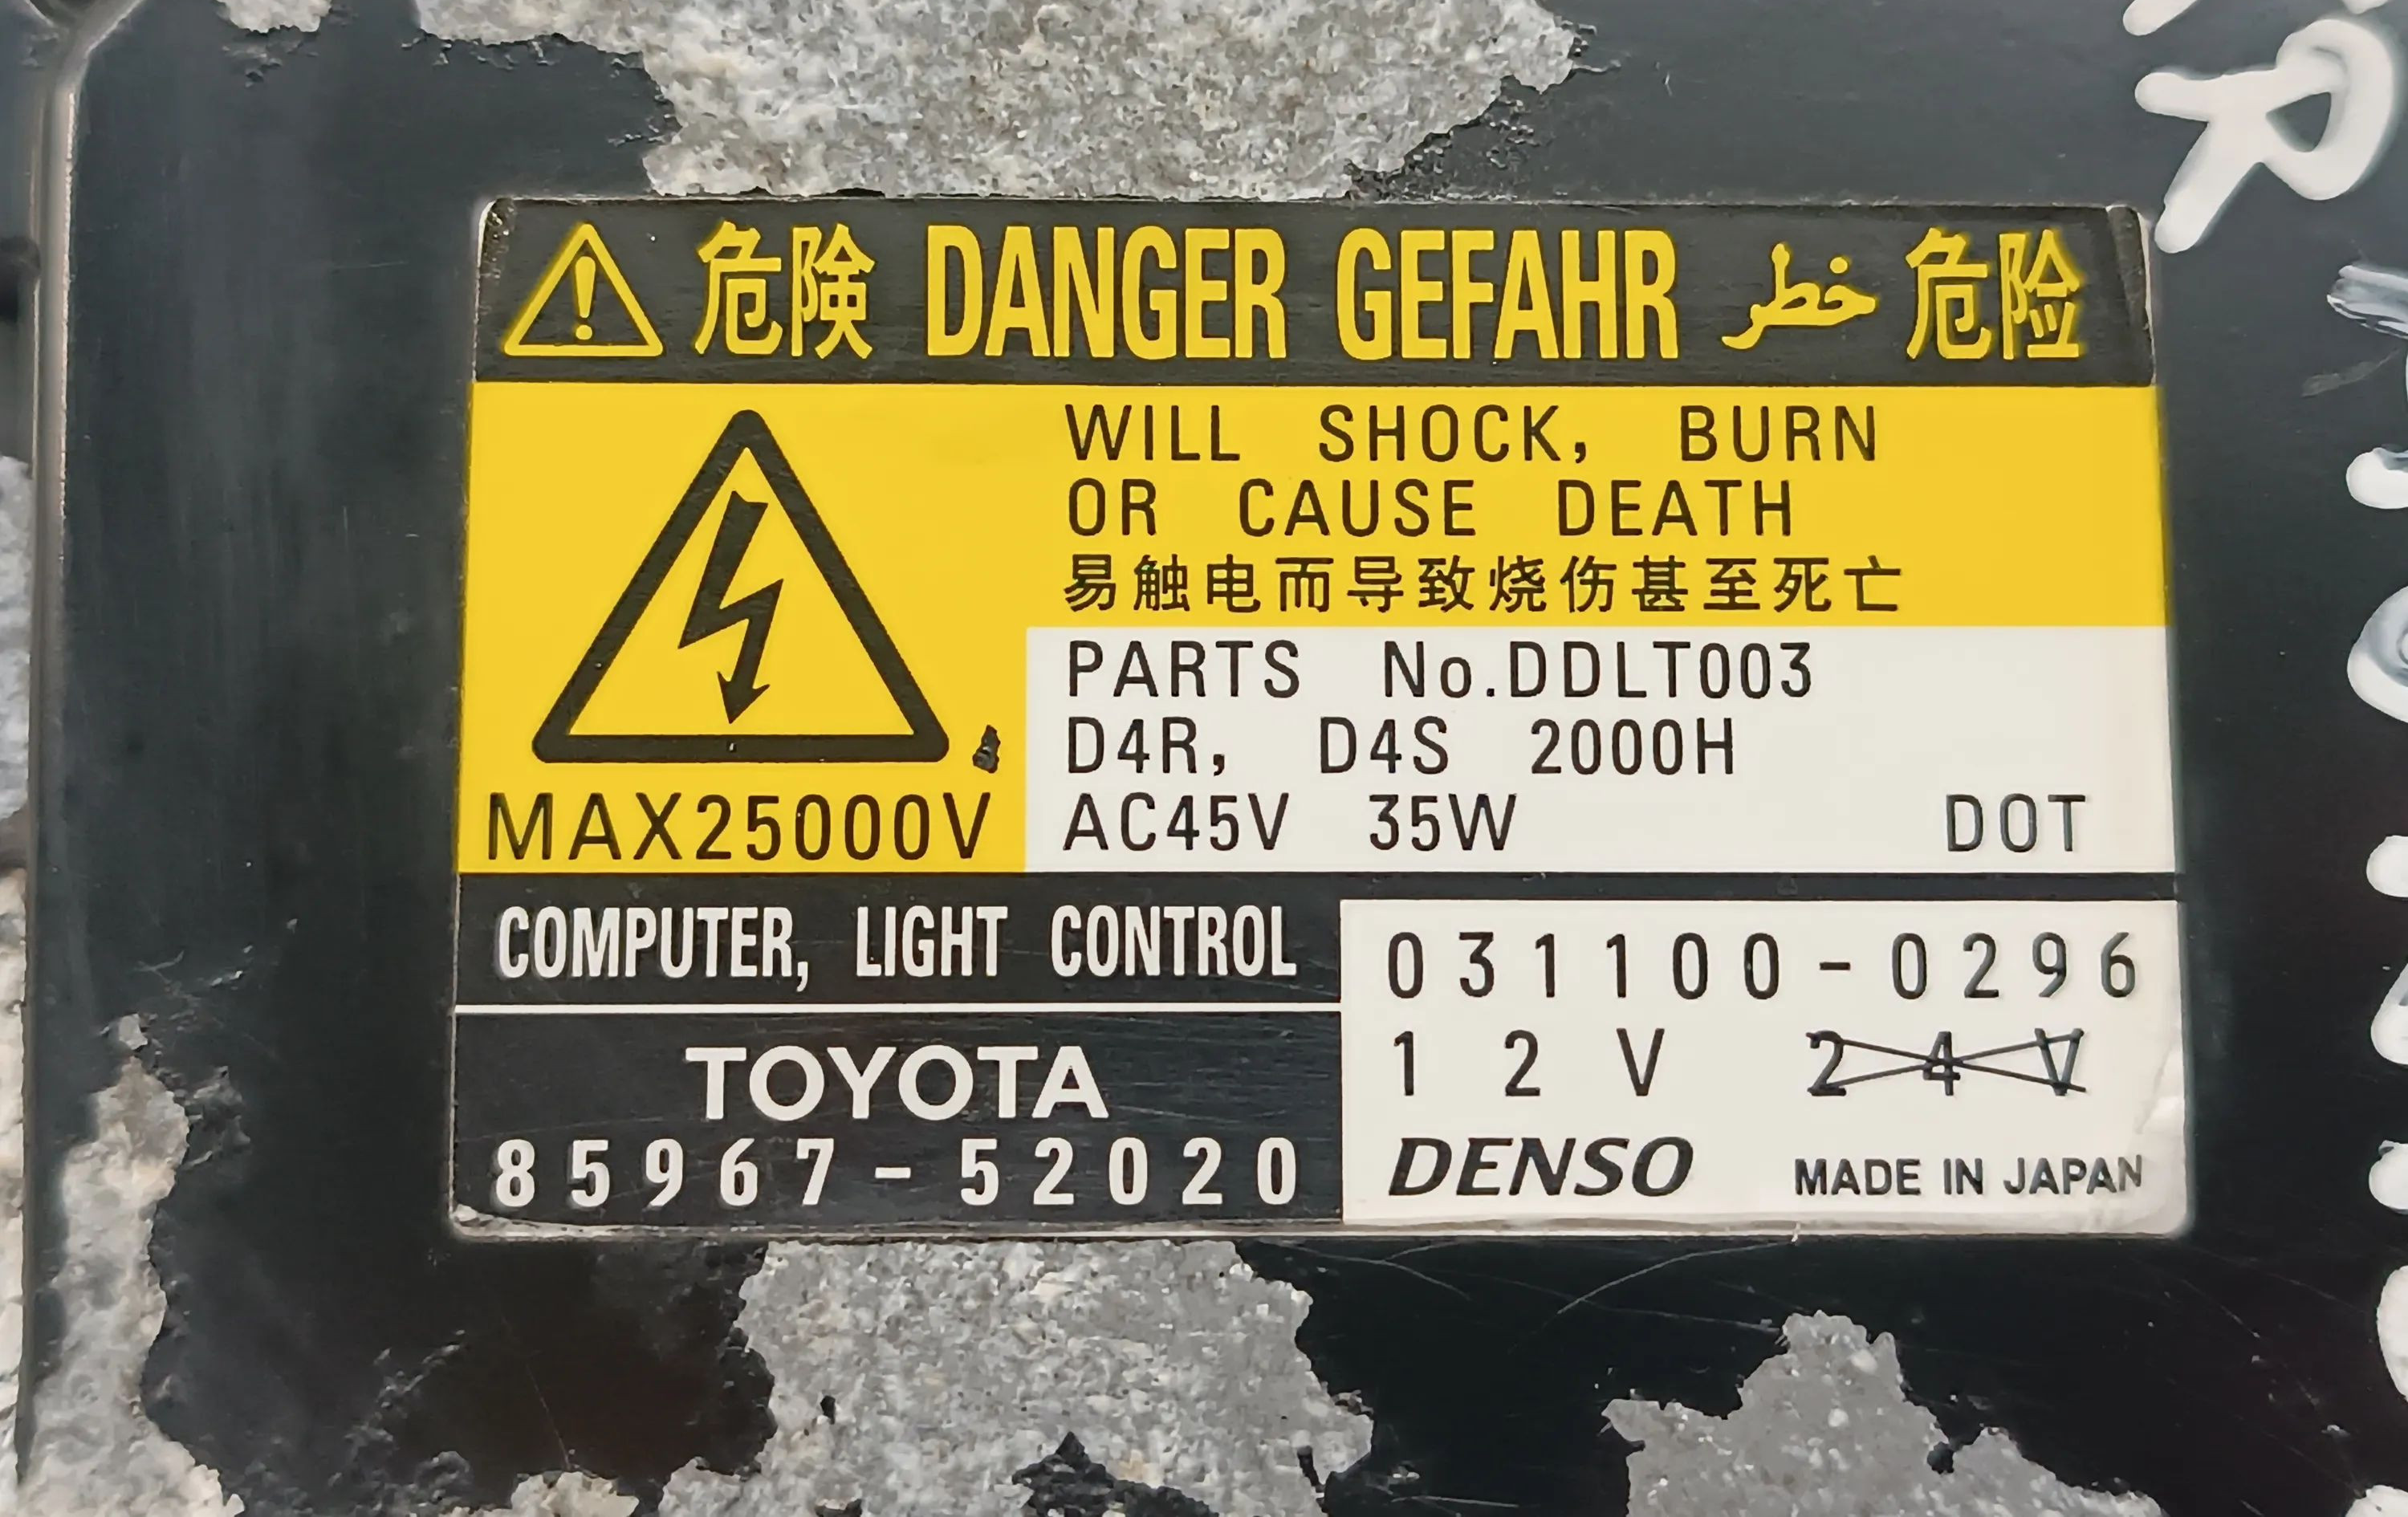 危険 DANGER GEFAHR خطر 危险
WILL SHOCK, BURN
OR CAUSE DEATH
易触电而导致烧伤甚至死亡
MAX25000V
PARTS No.DDLT003
D4R, D4S 2000H
AC45V 35W DOT
COMPUTER, LIGHT CONTROL
TOYOTA
85967-52020
031100-0296
12V 24V
DENSO MADE IN JAPAN